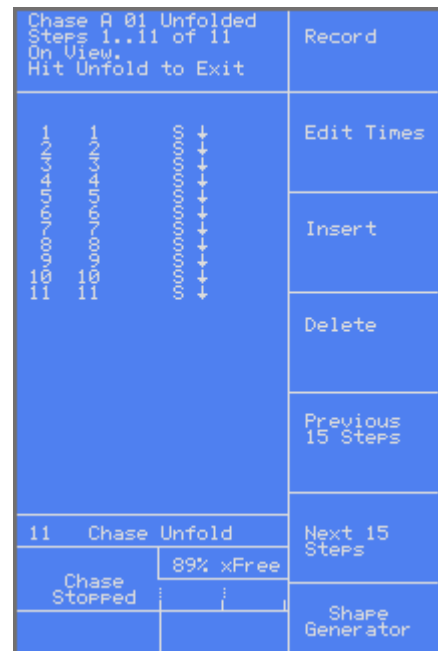 Chase A 01 Unfolded
Steps 1..11 of 11
On View.
Hit Unfold to Exit
Record
1 1 S ↓
2 2 S ↓
3 3 S ↓
4 4 S ↓
5 5 S ↓
6 6 S ↓
7 7 S ↓
8 8 S ↓
9 9 S ↓
10 10 S ↓
11 11 S ↓
Edit Times
Insert
Delete
Previous
15 Steps
Next 15
Steps
11 Chase Unfold
89% xFree
Chase
Stopped
Shape
Generator